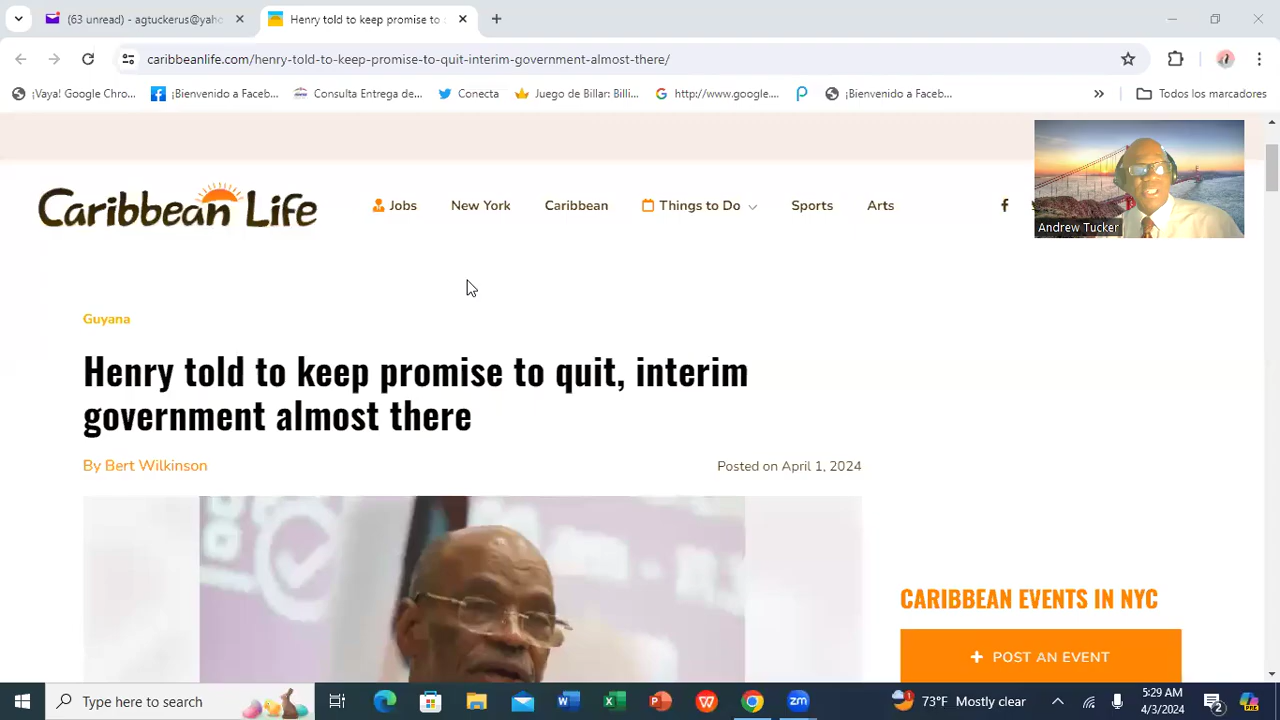 (63 unread) - agtuckerus@yaho
Henry told to keep promise to
caribbeanlife.com/henry-told-to-keep-promise-to-quit-interim-government-almost-there/
¡Vaya! Google Chro...
¡Bienvenido a Faceb...
Consulta Entrega de...
Conecta
Juego de Billar: Billi...
http://www.google....
¡Bienvenido a Faceb...
Todos los marcadores
Caribbean Life
Jobs
New York
Caribbean
Things to Do
Sports
Arts
Andrew Tucker
Guyana
Henry told to keep promise to quit, interim
government almost there
By Bert Wilkinson
Posted on April 1, 2024
CARIBBEAN EVENTS IN NYC
+ POST AN EVENT
Type here to search
73°F Mostly clear
5:29 AM
4/3/2024